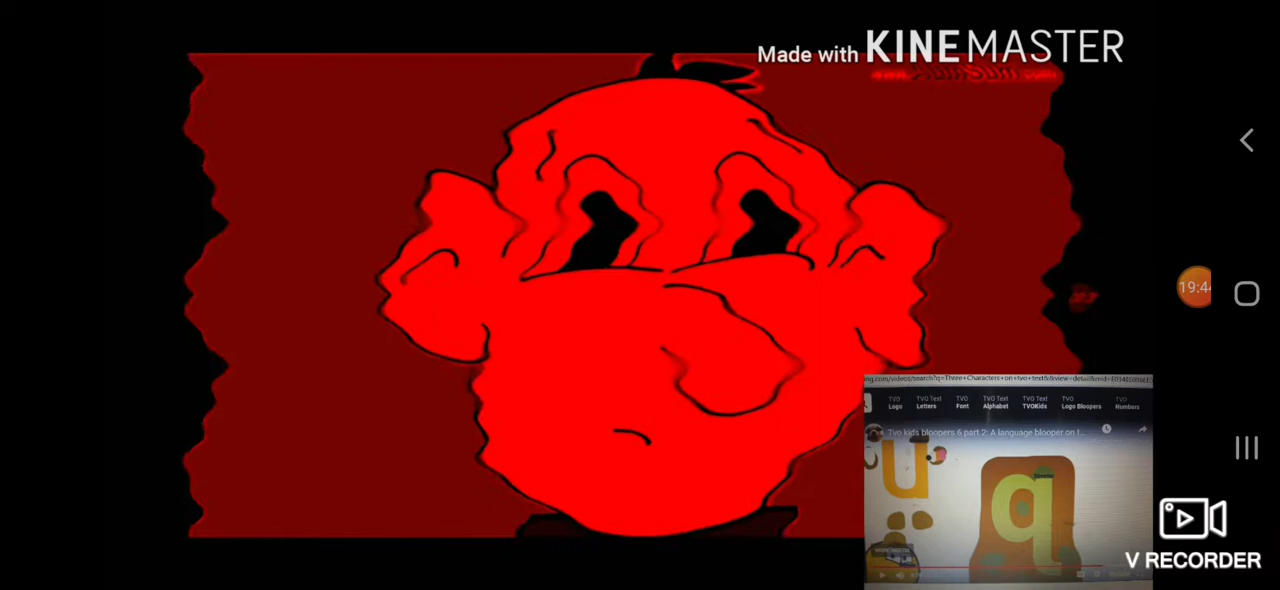 Made with KINEMASTER
19:4
TVO Logo
TVO Text Letters
TVO Font
TVO Text Alphabet
TVO Text TVOKids
TVO Logo Bloopers
TVO Numbers
Tvo kids bloopers 6 part 2: A language blooper on t...
u
q
V RECORDER